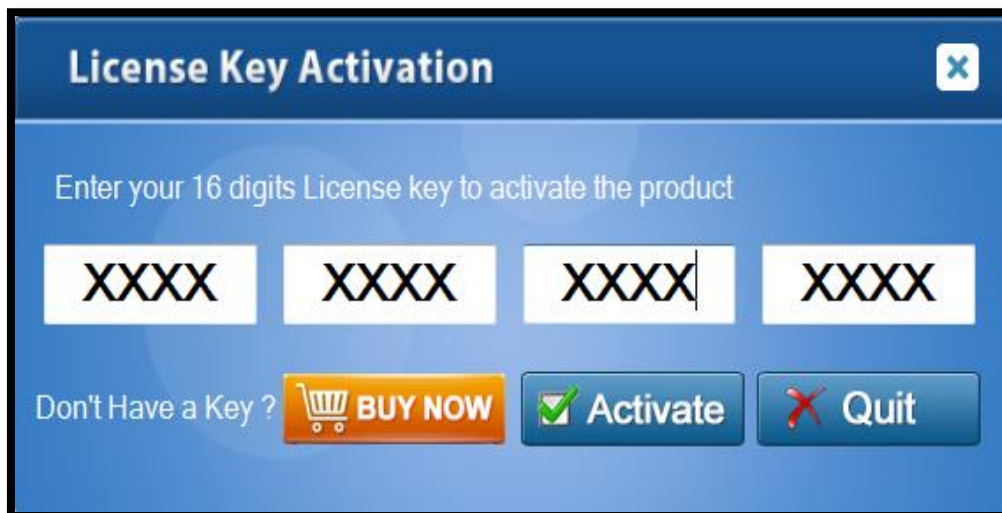 License Key Activation
Enter your 16 digits License key to activate the product
XXXX XXXX XXXX XXXX
Don't Have a Key ? BUY NOW Activate Quit